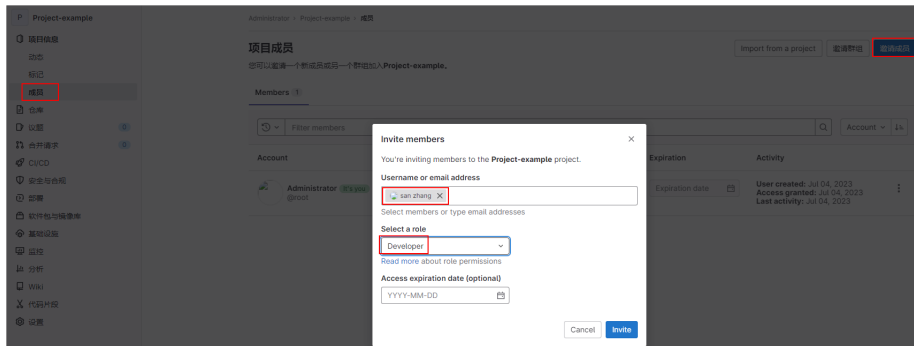 P Project-example
项目信息
动态
标记
成员
仓库
议题 0
合并请求 0
CI/CD
安全与合规
部署
软件包与镜像库
基础设施
监控
分析
Wiki
代码片段
设置
Administrator > Project-example > 成员
项目成员
您可以邀请一个新成员或另一个群组加入Project-example。
Import from a project
邀请群组
邀请成员
Members 1
Filter members
Account
Account
Expiration
Activity
Administrator It's you
@root
Expiration date
User created: Jul 04, 2023
Access granted: Jul 04, 2023
Last activity: Jul 04, 2023
Invite members
You're inviting members to the Project-example project.
Username or email address
san zhang
Select members or type email addresses
Select a role
Developer
Read more about role permissions
Access expiration date (optional)
YYYY-MM-DD
Cancel
Invite